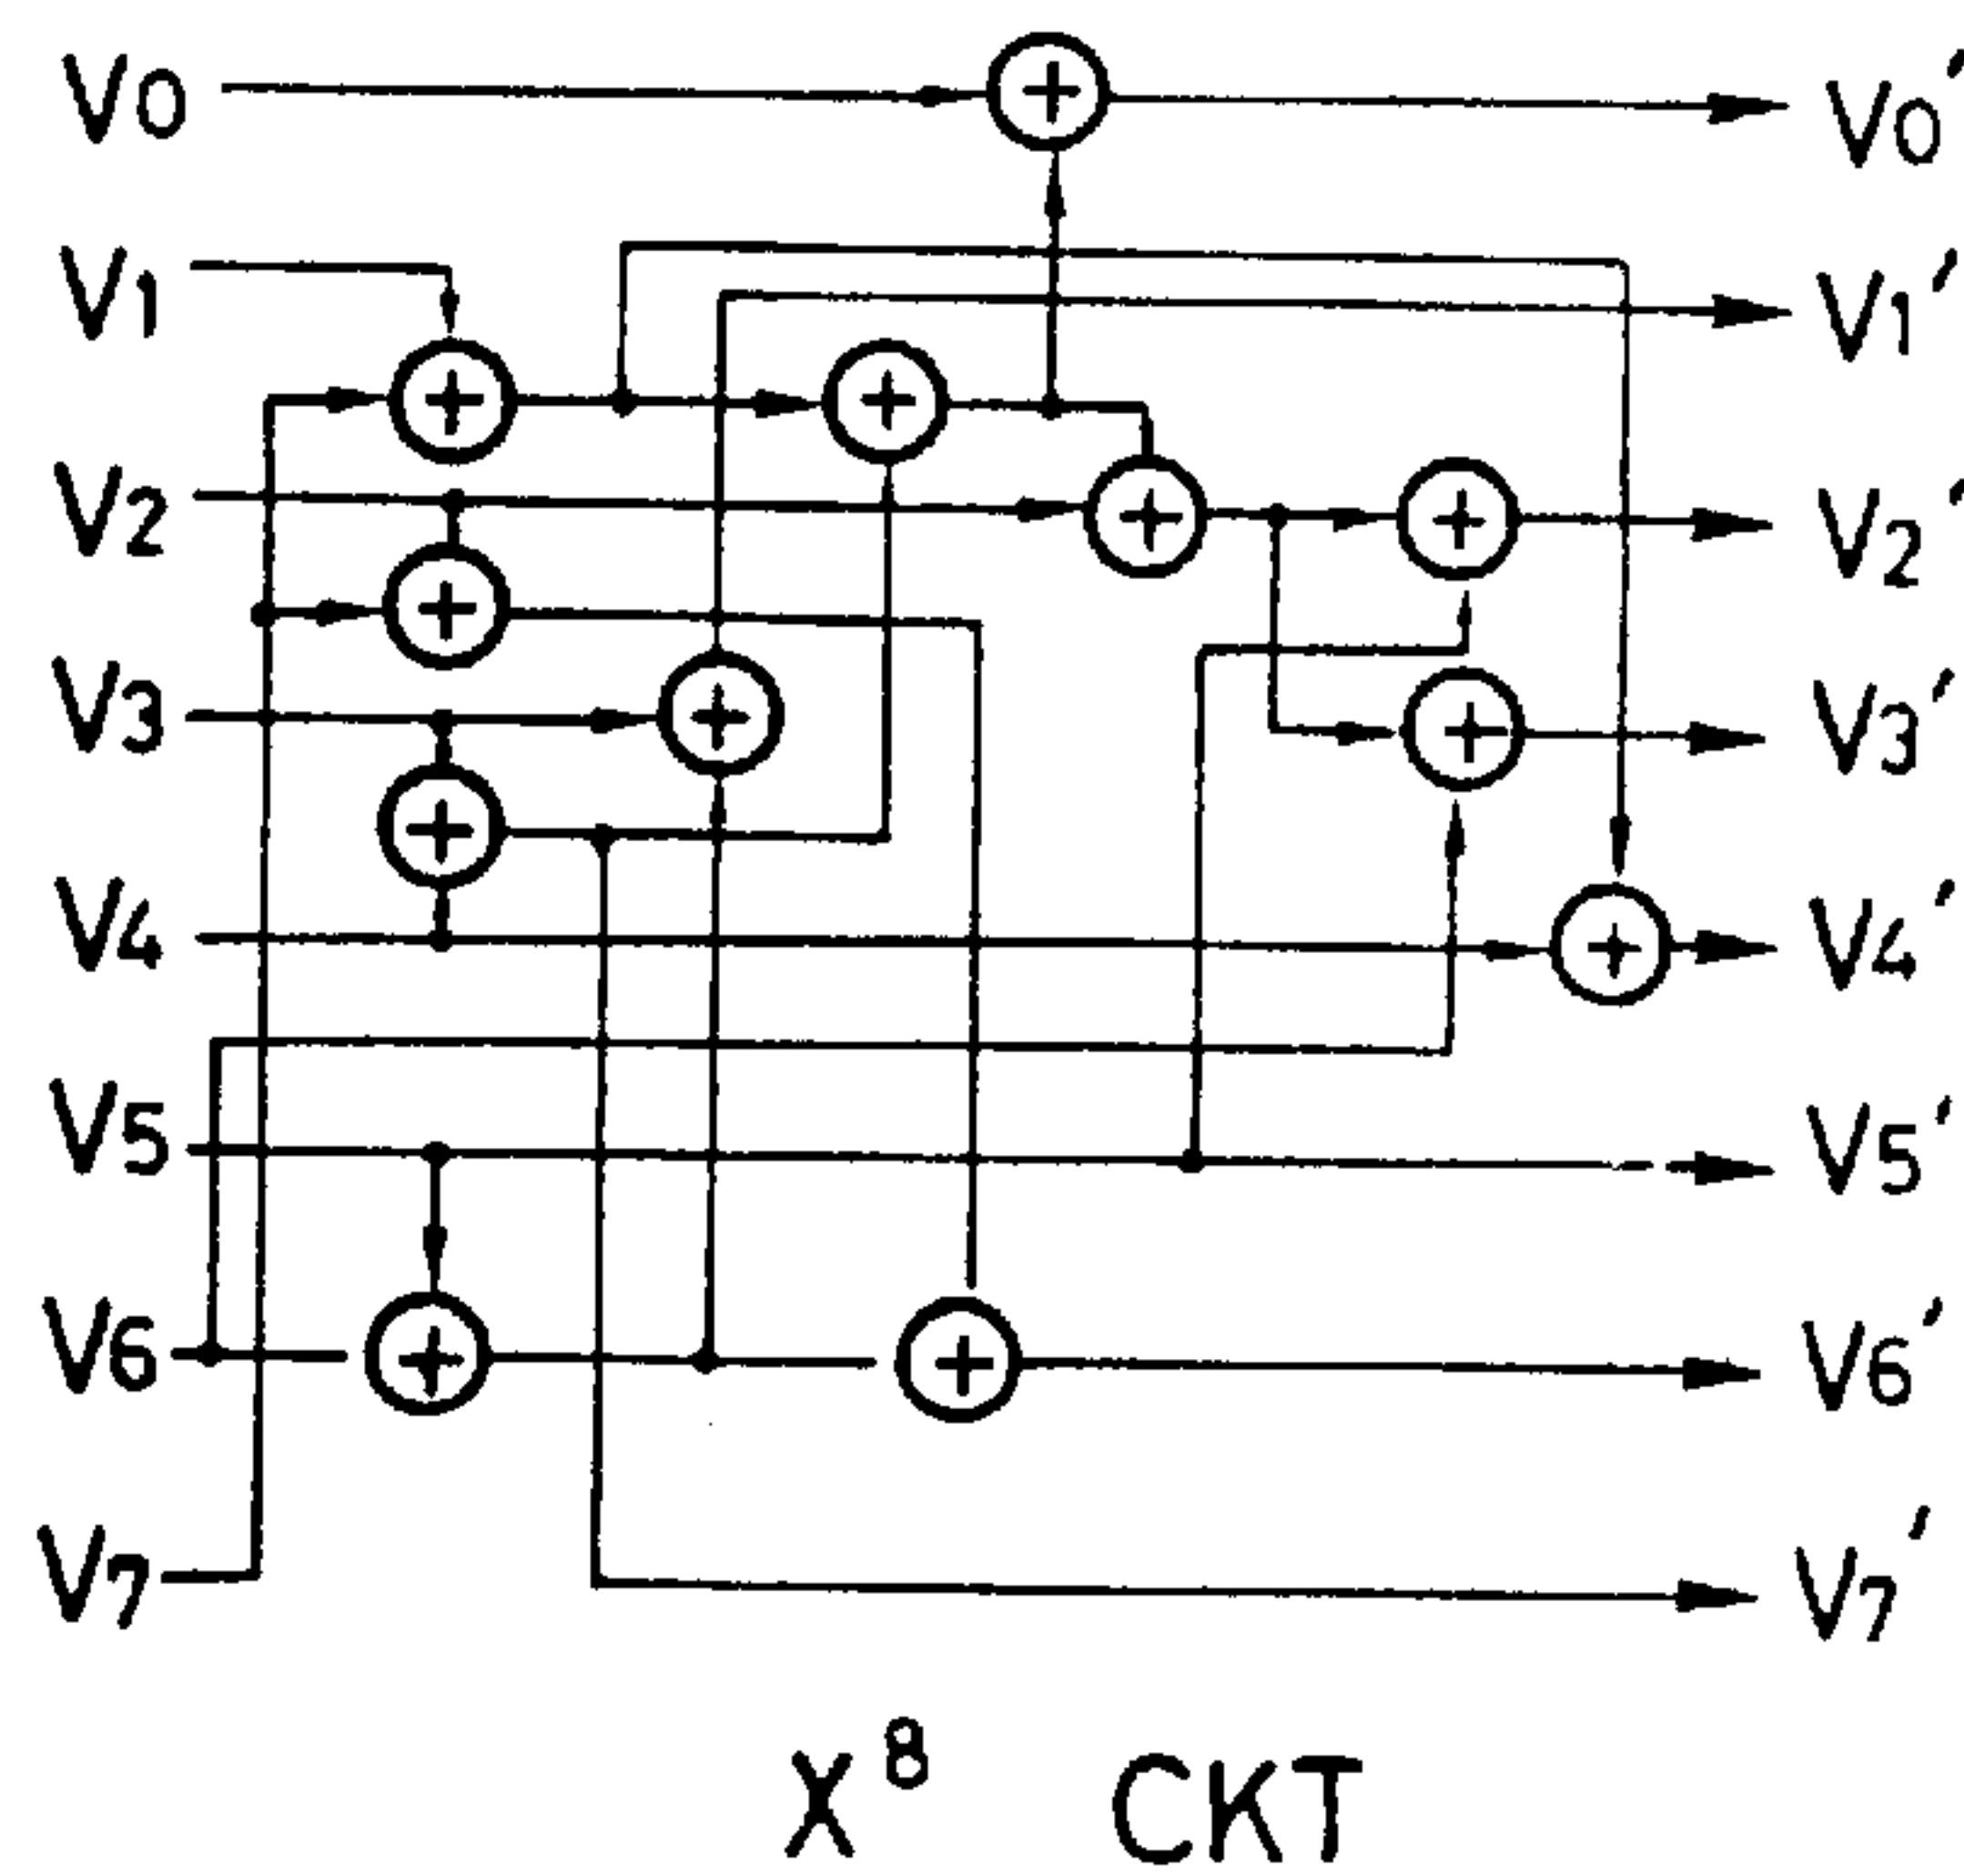 V0 V0′
V1 V1′
V2 V2′
V3 V3′
V4 V4′
V5 V5′
V6 V6′
V7 V7′
X⁸ CKT